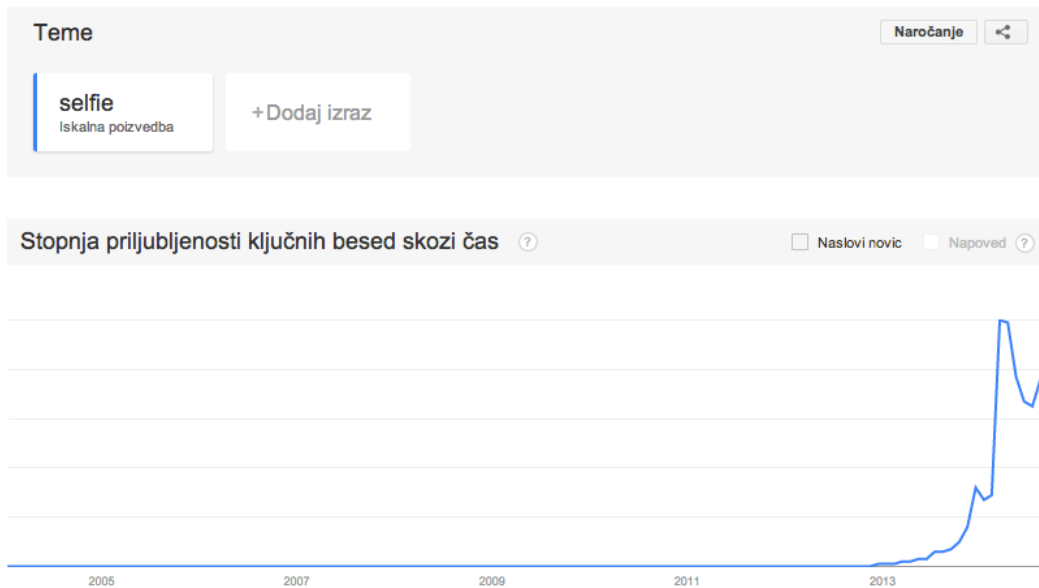 Teme
Naročanje
selfie
Iskalna poizvedba
+Dodaj izraz
Stopnja priljubljenosti ključnih besed skozi čas ?
Naslovi novic
Napoved ?
2005 2007 2009 2011 2013